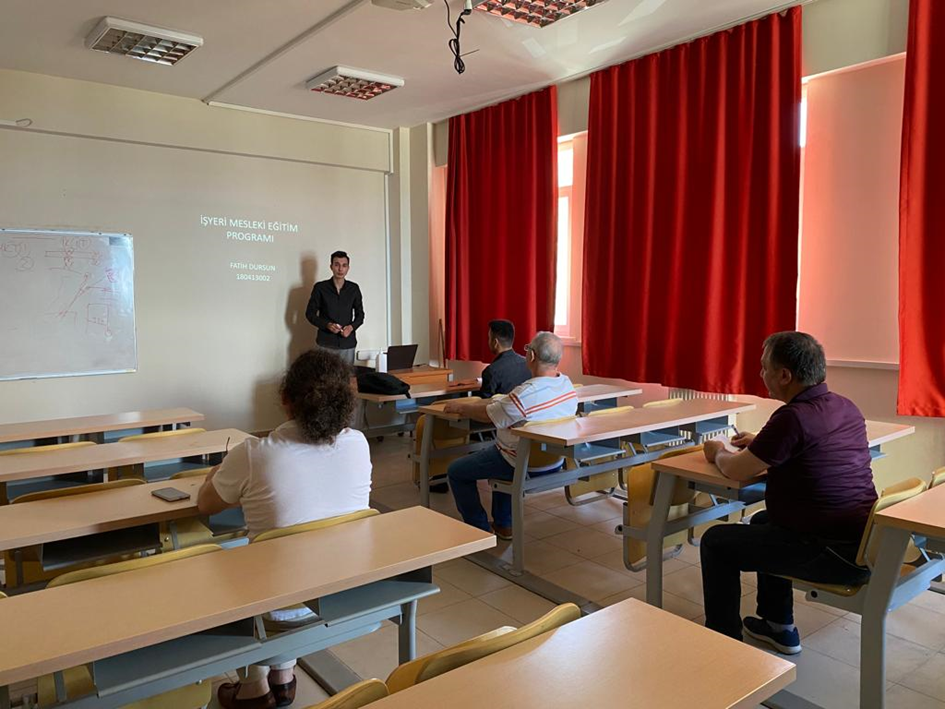 İŞYERİ MESLEKİ EĞİTİM
PROGRAMI
FATİH DURSUN
180415002